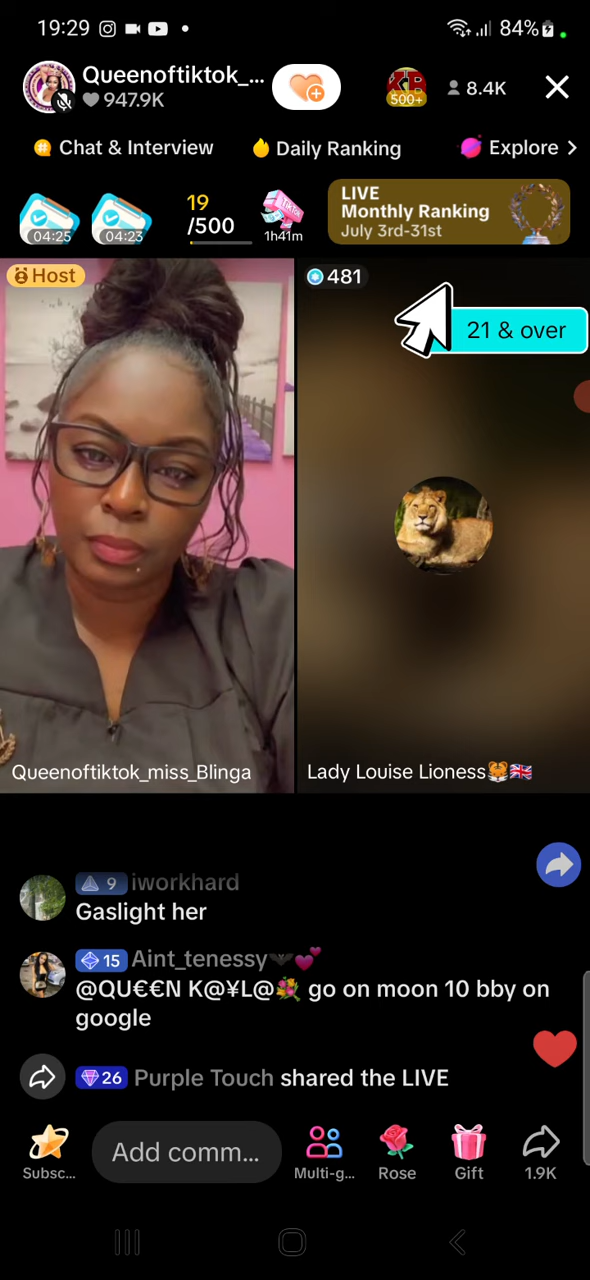 19:29
84%
Queenoftiktok_...
947.9K
500+
8.4K
Chat & Interview
Daily Ranking
Explore
04:25
04:23
19
/500
TIKTOK
1h41m
LIVE
Monthly Ranking
July 3rd-31st
Host
481
21 & over
Queenoftiktok_miss_Blinga
Lady Louise Lioness🐯🇬🇧
9 iworkhard
Gaslight her
15 Aint_tenessy🦇💕
@QU€€N K@¥L@💐 go on moon 10 bby on
google
26 Purple Touch shared the LIVE
Subsc...
Add comm...
Multi-g...
Rose
Gift
1.9K